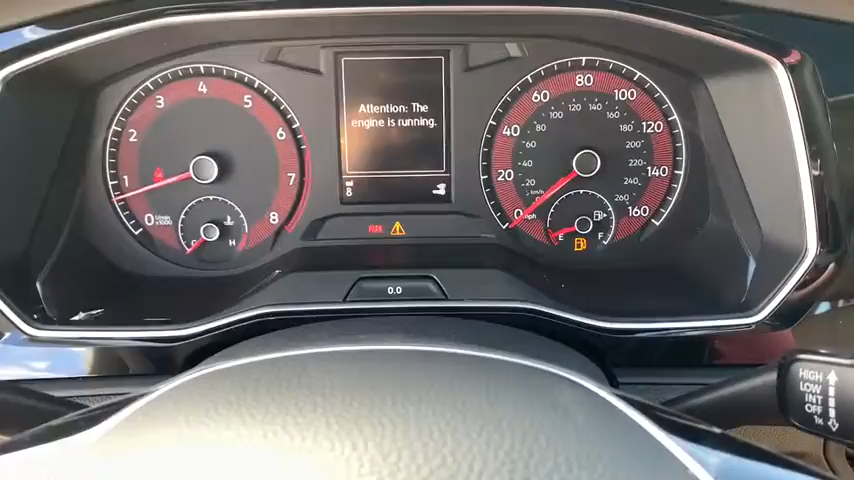 Attention: The
engine is running.
8
0 1 2 3 4 5 6 7 8
1/min
x1000
C H
0 20 40 60 80 100 120 140 160
20 40 60 80 100 120 140 160 180 200 220 240 260
mph
E F
PARK
0.0
HIGH
LOW
INT
OFF
1x